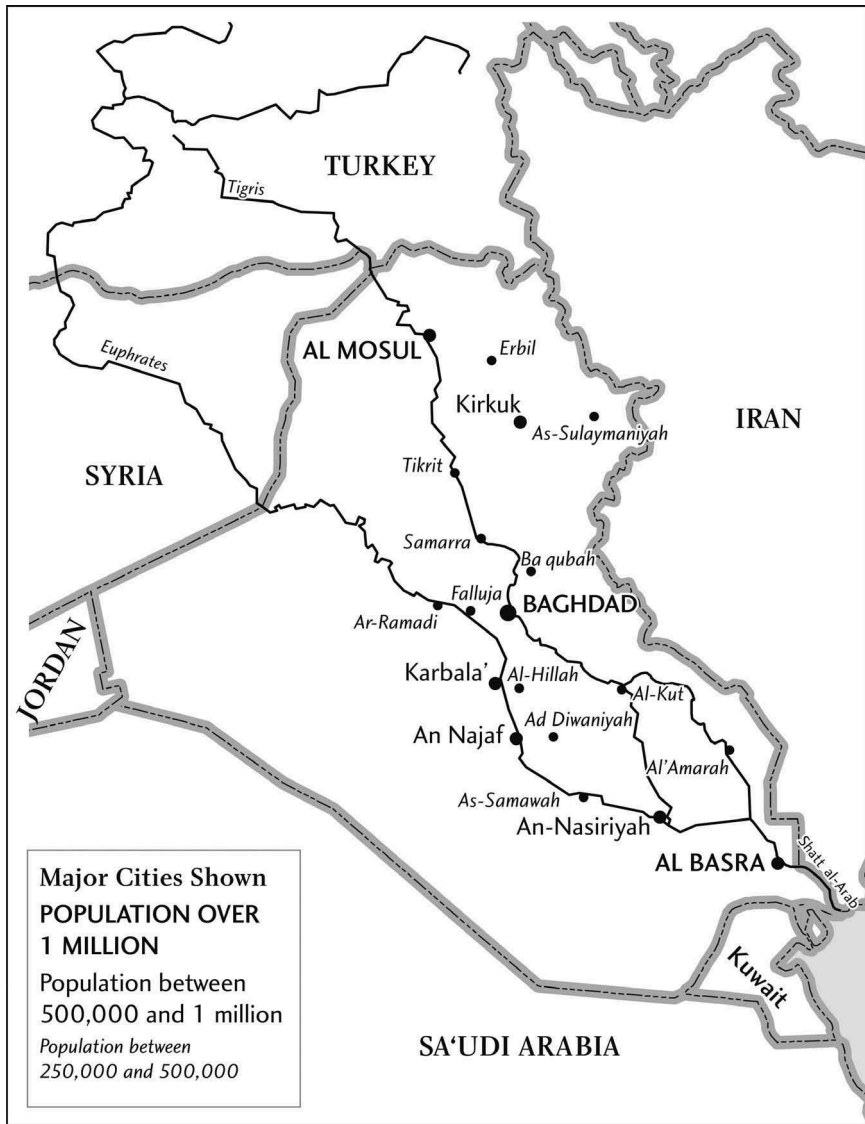 TURKEY
Tigris
Euphrates
AL MOSUL
Erbil
Kirkuk
As-Sulaymaniyah
IRAN
SYRIA
Tikrit
Samarra
Ba qubah
Falluja
BAGHDAD
Ar-Ramadi
JORDAN
Karbala’
Al-Hillah
Al-Kut
An Najaf
Ad Diwaniyah
Al’Amarah
As-Samawah
An-Nasiriyah
AL BASRA
Shatt al-Arab
Kuwait
SA‘UDI ARABIA
Major Cities Shown
POPULATION OVER
1 MILLION
Population between
500,000 and 1 million
Population between
250,000 and 500,000